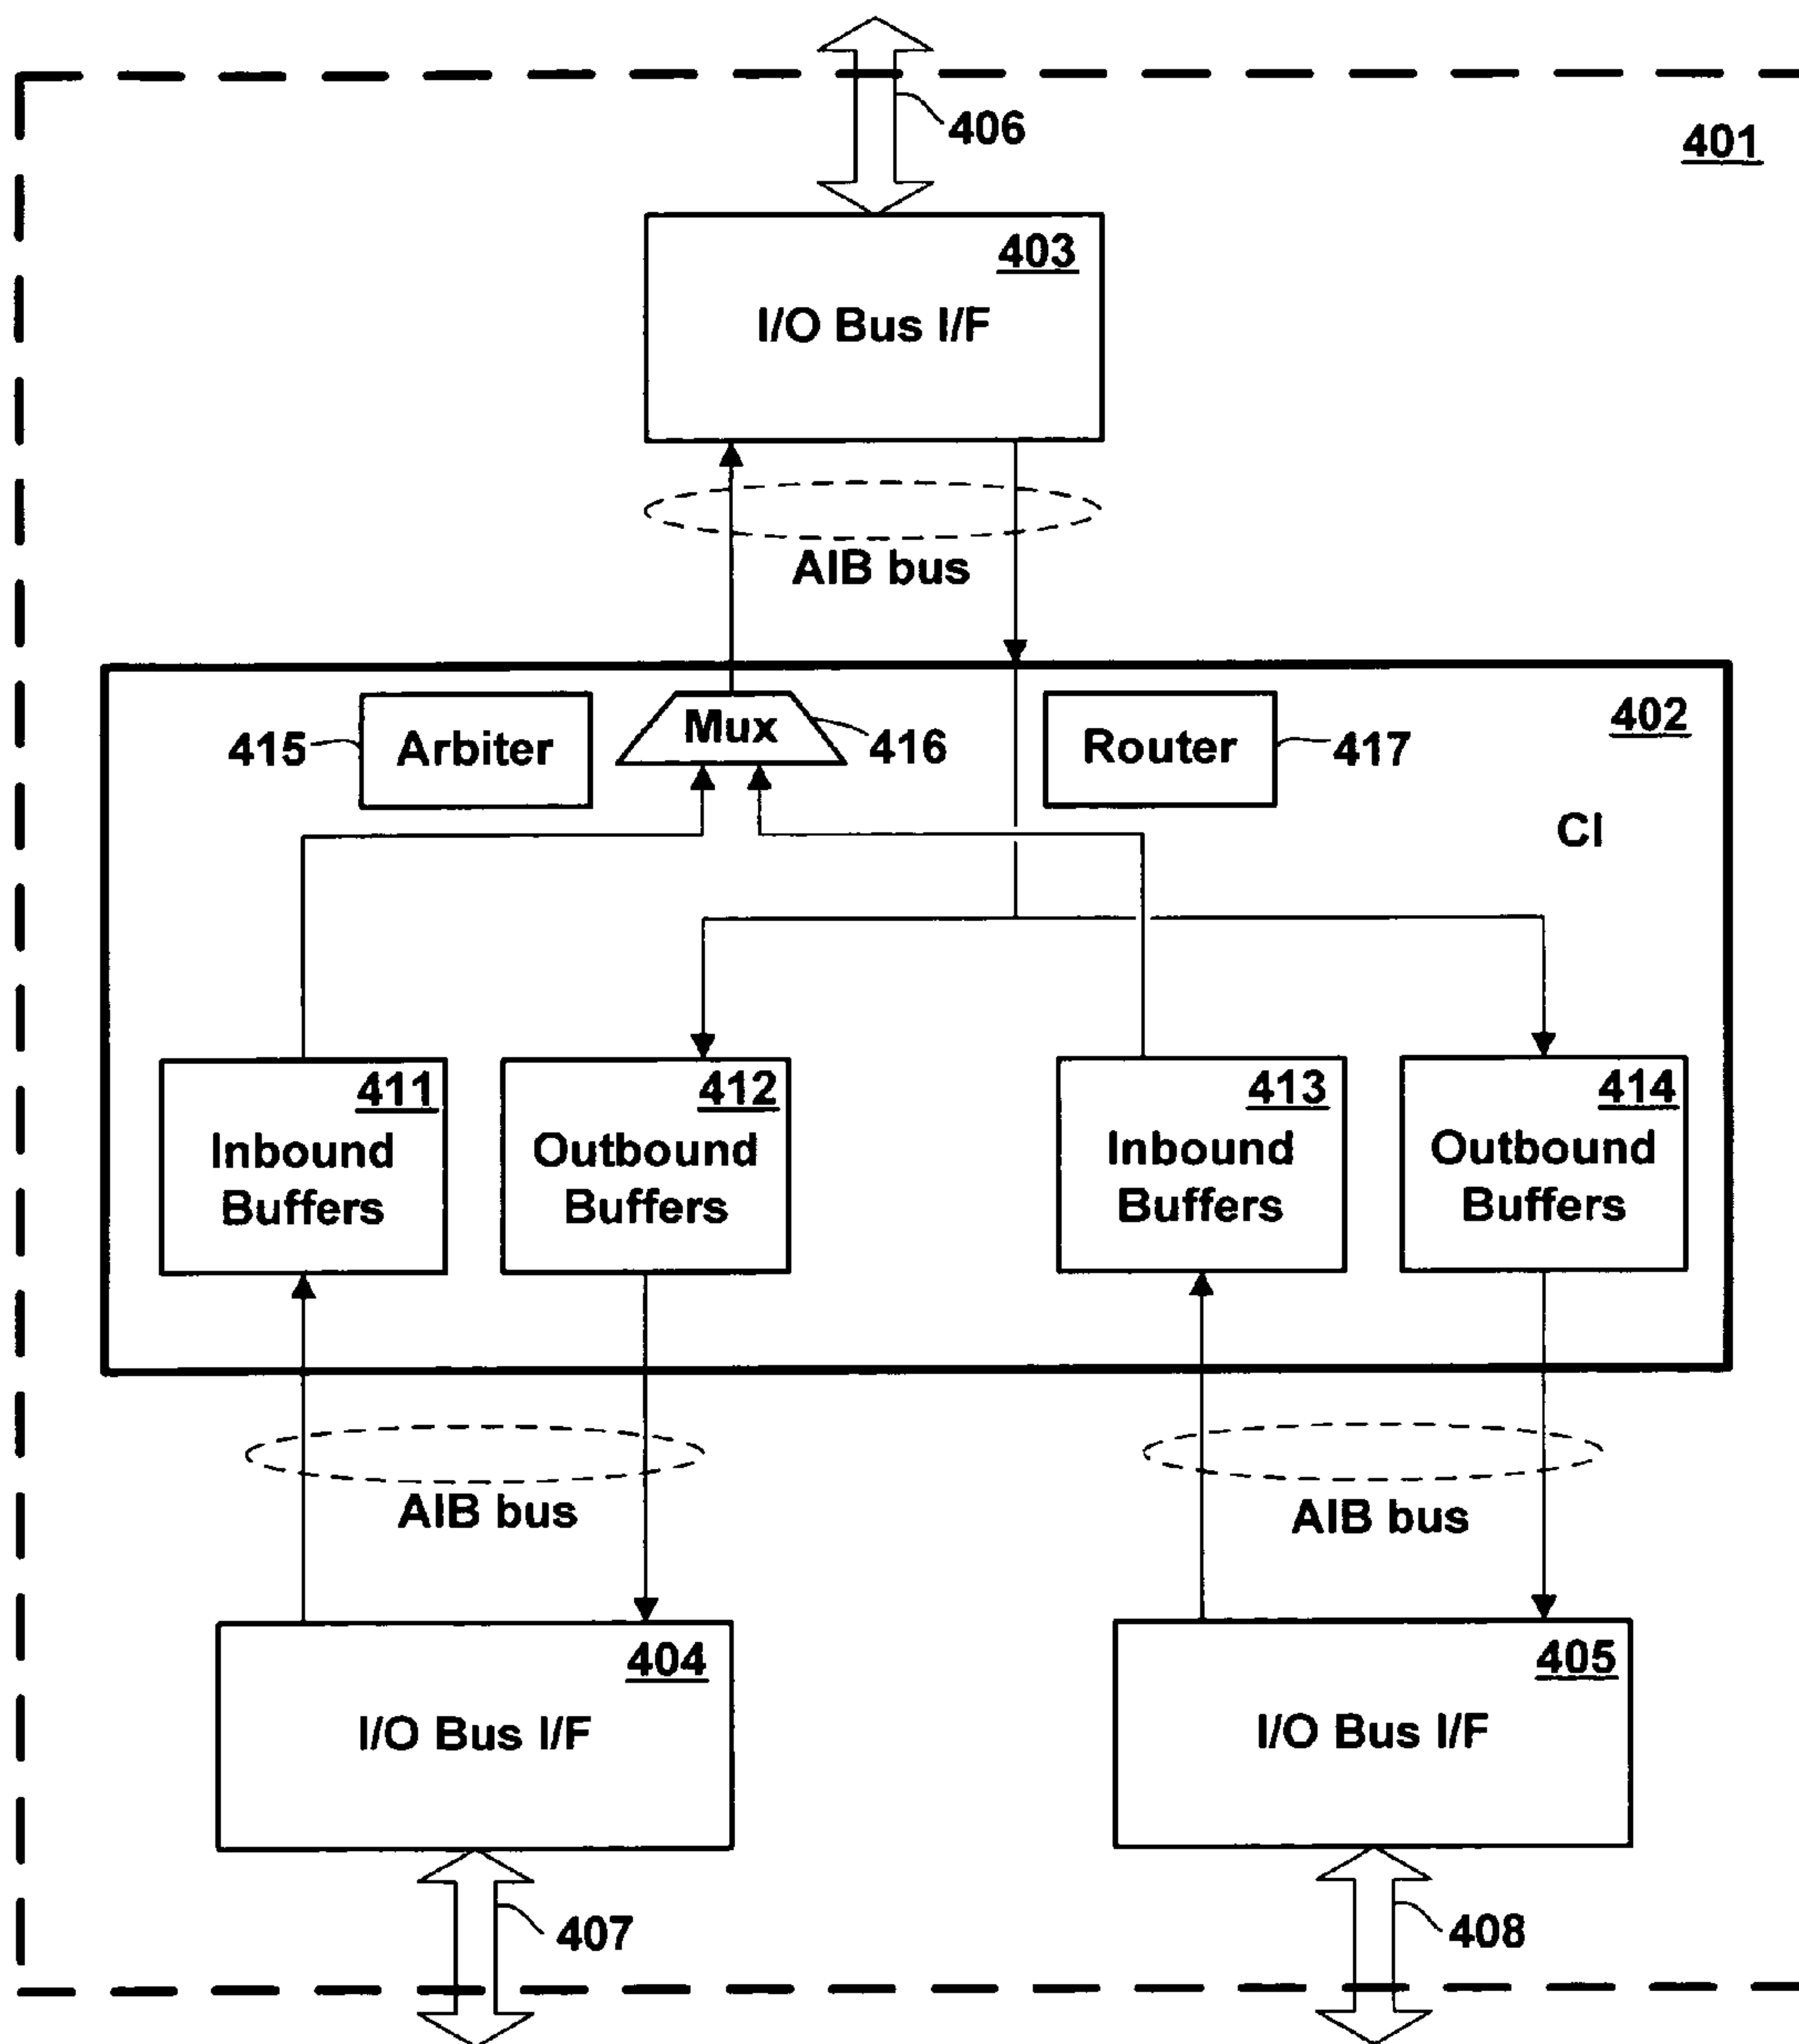 406
401
403
I/O Bus I/F
AIB bus
415
Arbiter
Mux
416
Router
417
402
CI
411
Inbound
Buffers
412
Outbound
Buffers
413
Inbound
Buffers
414
Outbound
Buffers
AIB bus
AIB bus
404
I/O Bus I/F
405
I/O Bus I/F
407
408